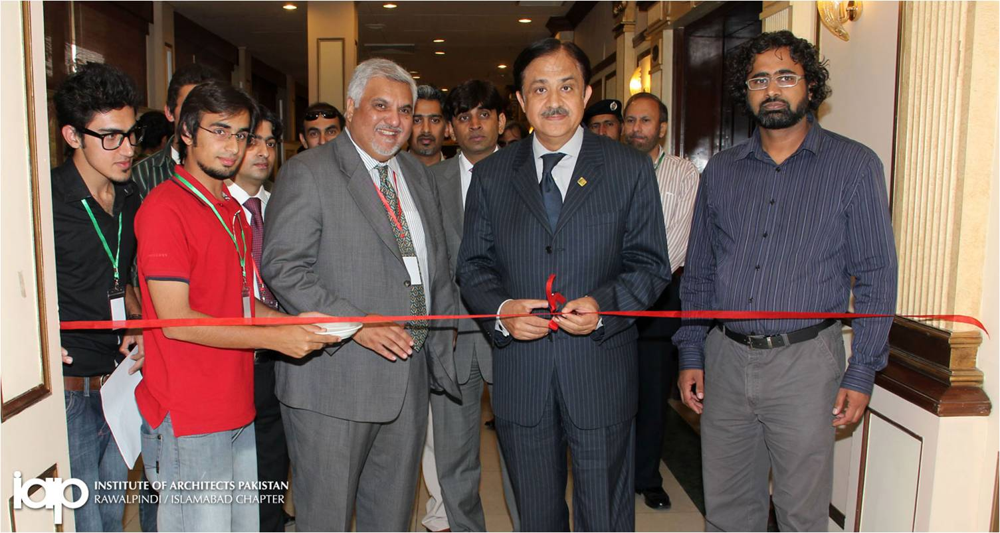 iap
INSTITUTE OF ARCHITECTS PAKISTAN
RAWALPINDI / ISLAMABAD CHAPTER